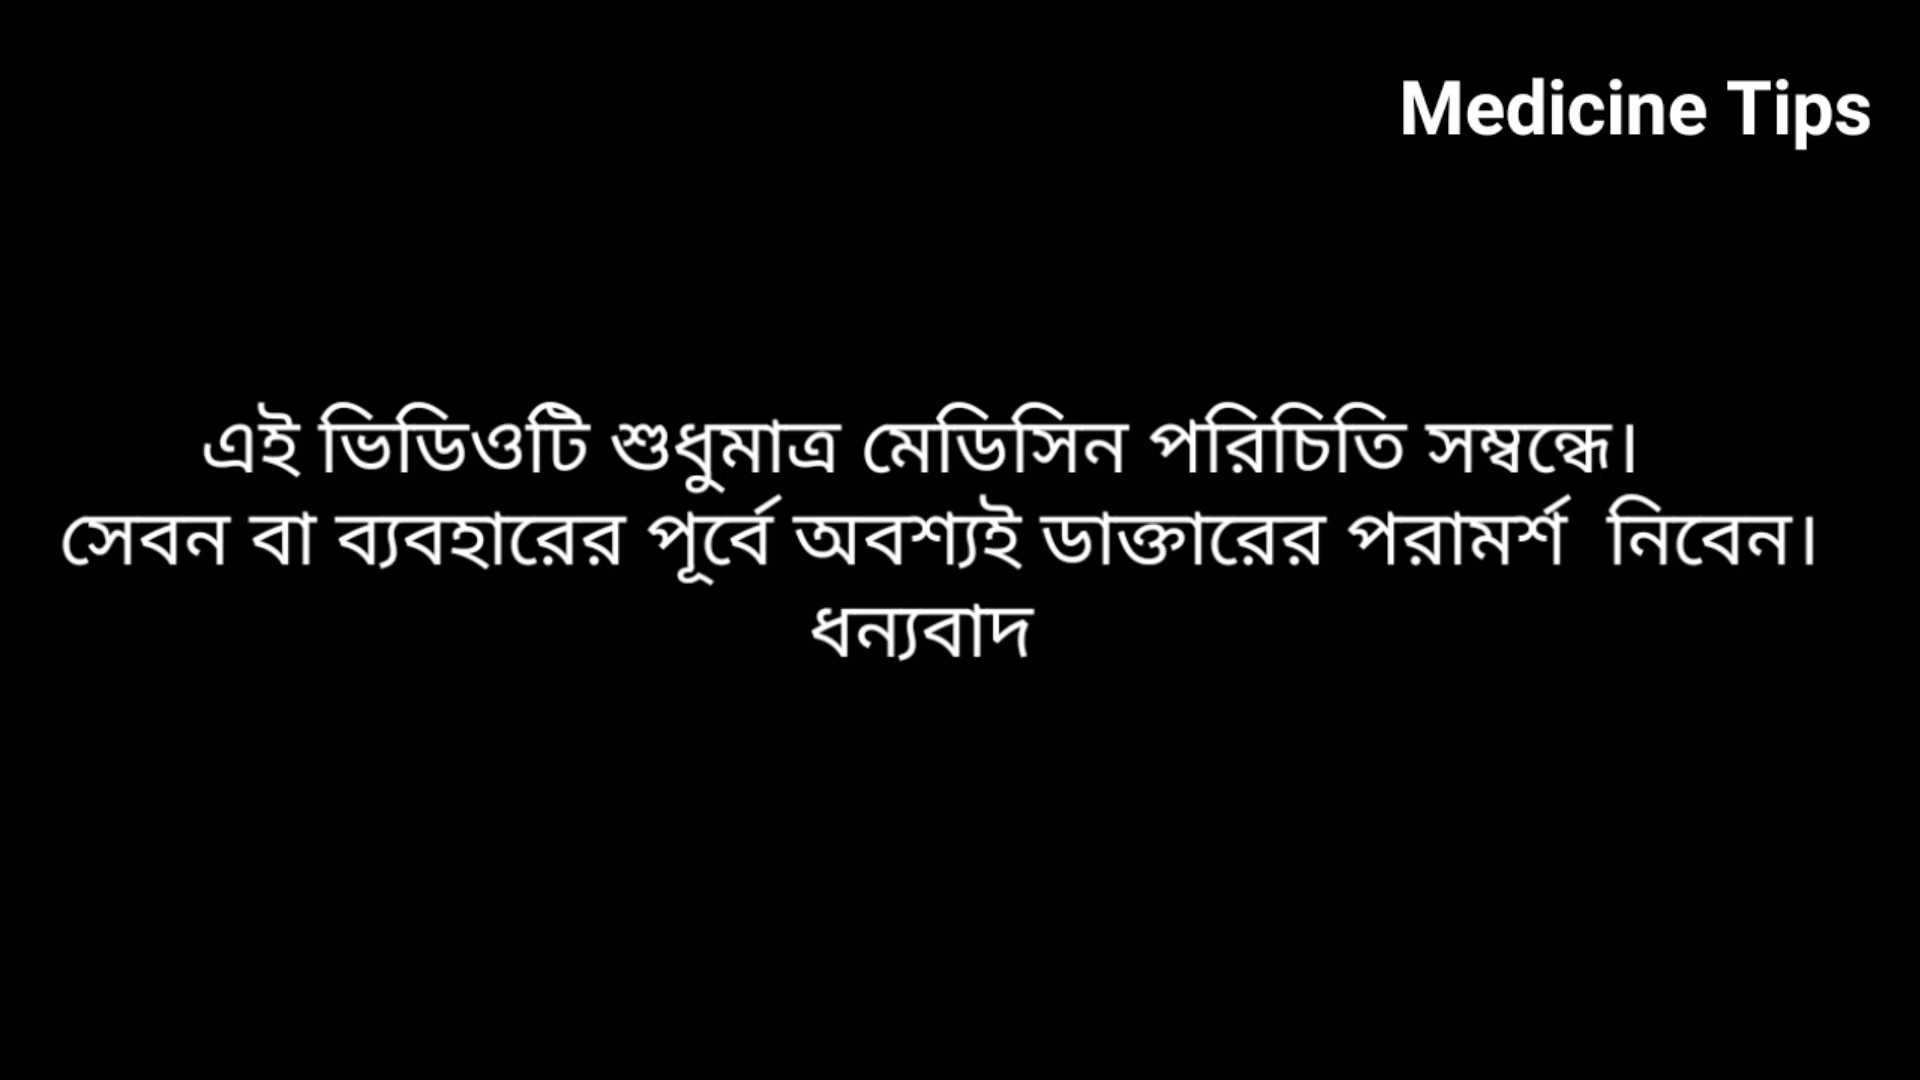 Medicine Tips
এই ভিডিওটি শুধুমাত্র মেডিসিন পরিচিতি সম্বন্ধে।
সেবন বা ব্যবহারের পূর্বে অবশ্যই ডাক্তারের পরামর্শ  নিবেন।
ধন্যবাদ